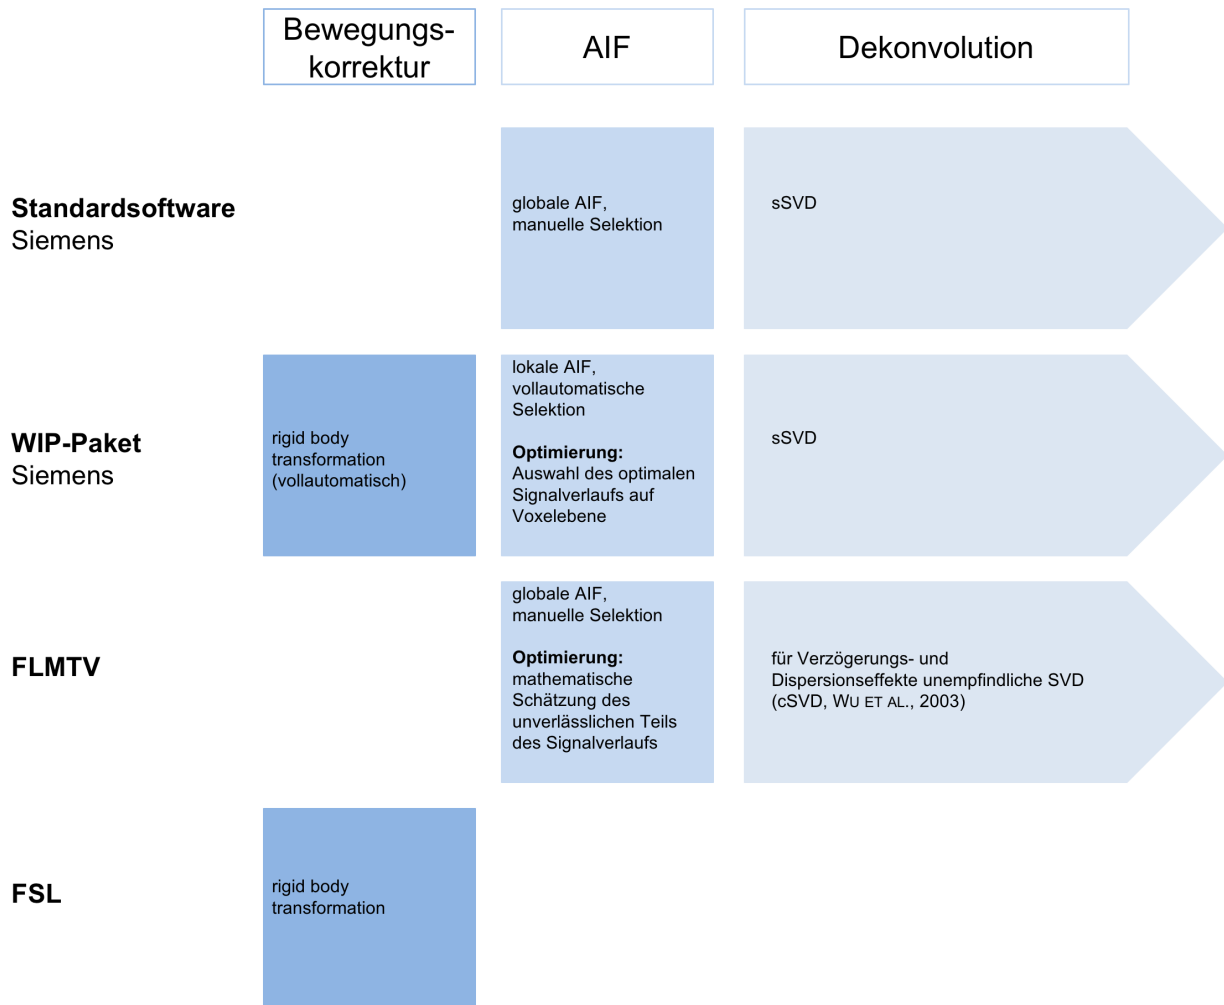 Bewegungs-
korrektur
AIF
Dekonvolution
Standardsoftware
Siemens
globale AIF,
manuelle Selektion
sSVD
WIP-Paket
Siemens
rigid body
transformation
(vollautomatisch)
lokale AIF,
vollautomatische
Selektion
Optimierung:
Auswahl des optimalen
Signalverlaufs auf
Voxelebene
sSVD
FLMTV
globale AIF,
manuelle Selektion
Optimierung:
mathematische
Schätzung des
unverlässlichen Teils
des Signalverlaufs
für Verzögerungs- und
Dispersionseffekte unempfindliche SVD
(cSVD, WU ET AL., 2003)
FSL
rigid body
transformation